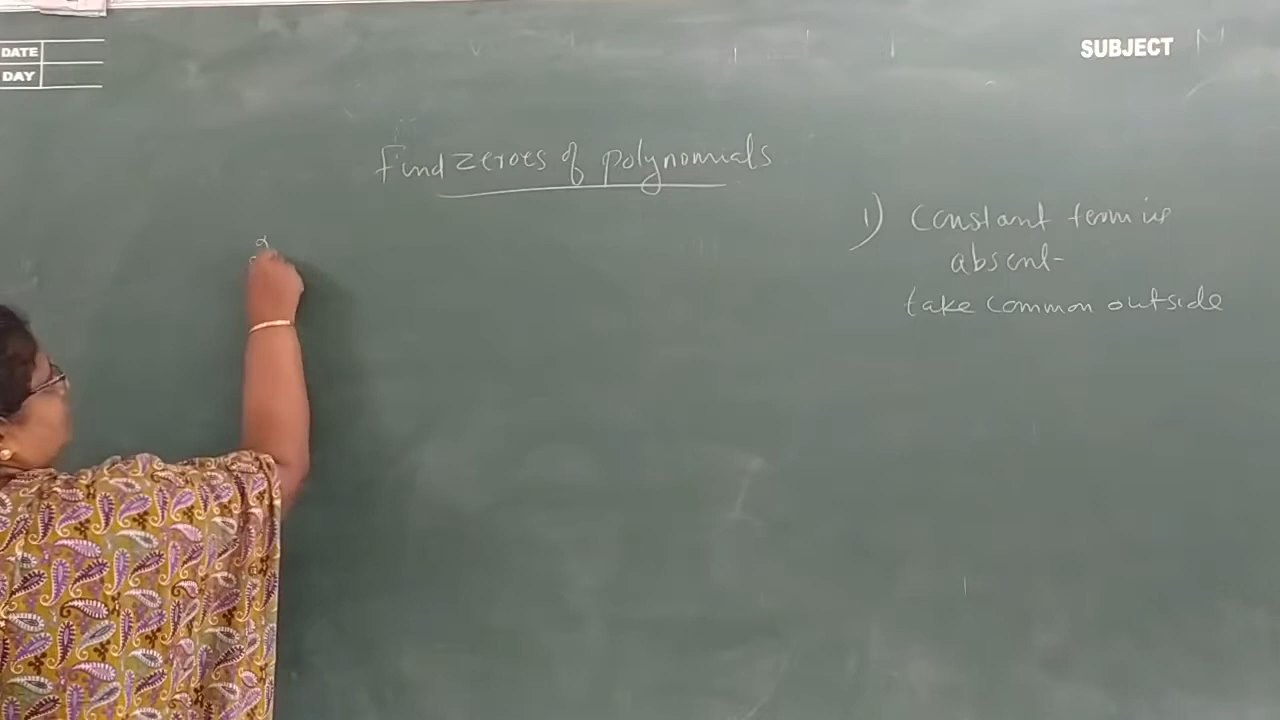 DATE
DAY
SUBJECT
Find zeroes of polynomials
1) Constant term is
absent
take common outside